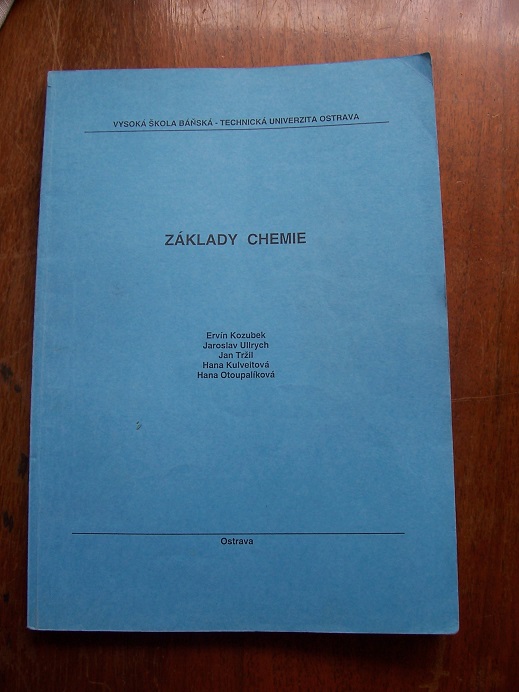 VYSOKÁ ŠKOLA BÁŇSKÁ - TECHNICKÁ UNIVERZITA OSTRAVA
ZÁKLADY CHEMIE
Ervín Kozubek
Jaroslav Ullrych
Jan Tržil
Hana Kulveitová
Hana Otoupalíková
Ostrava